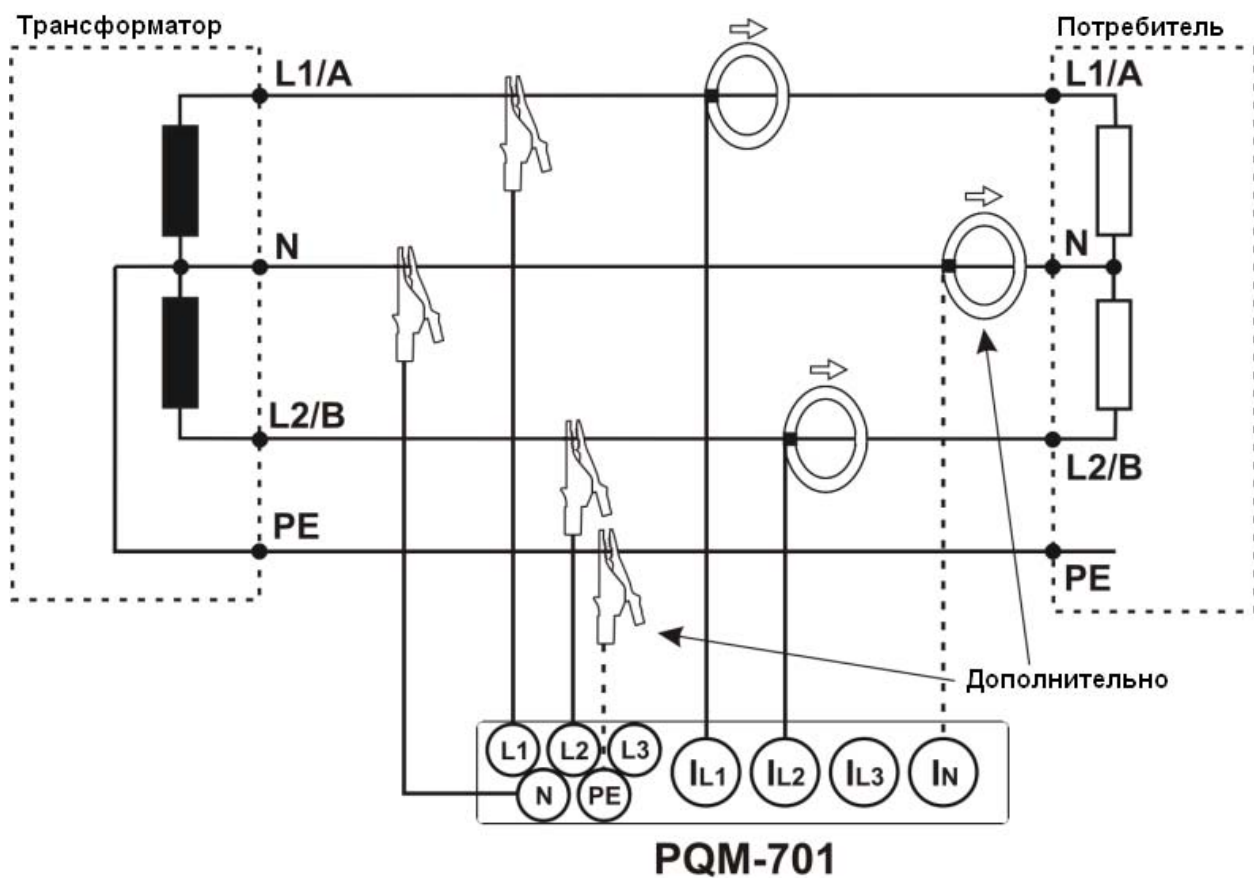 Трансформатор
Потребитель
L1/A
L1/A
N
N
L2/B
L2/B
PE
PE
Дополнительно
L1
L2
L3
N
PE
IL1
IL2
IL3
IN
PQM-701